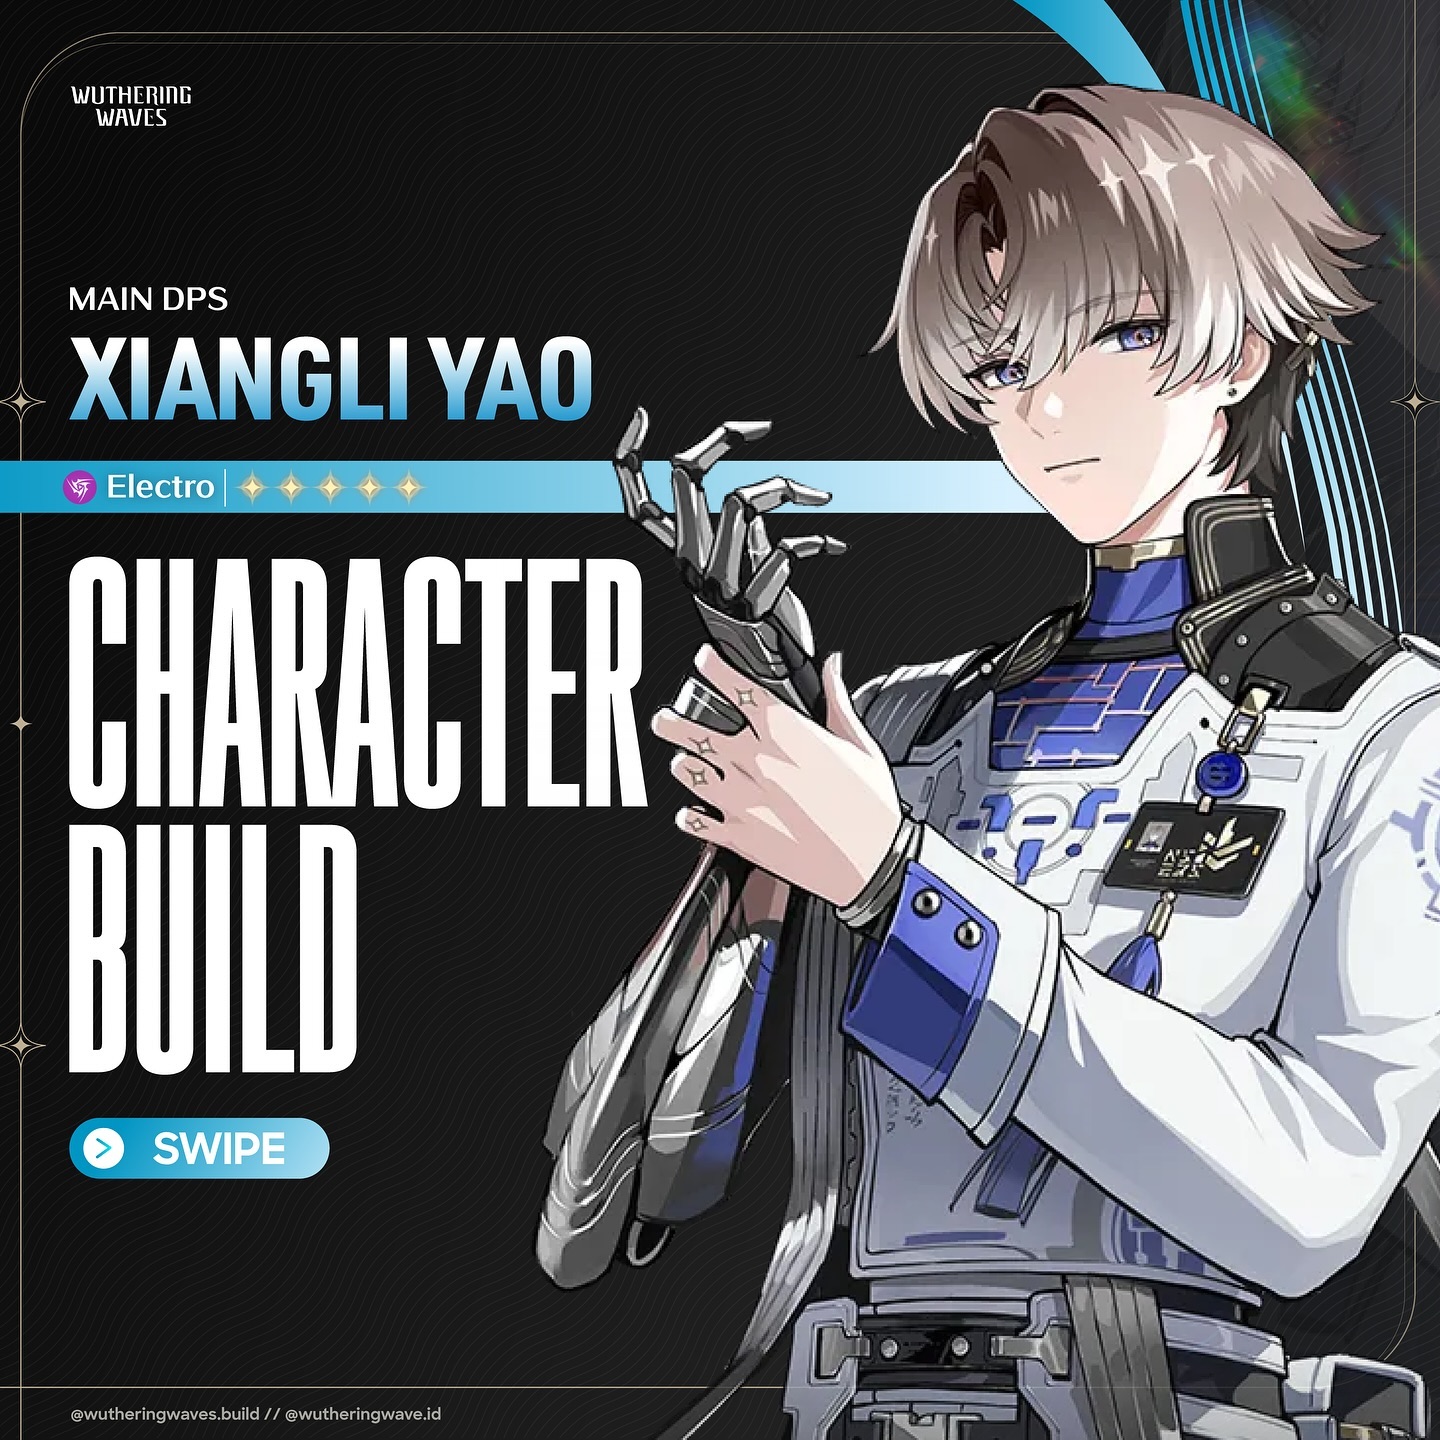 WUTHERING
WAVES
MAIN DPS
XIANGLI YAO
Electro
CHARACTER
BUILD
SWIPE
@wutheringwaves.build // @wutheringwave.id